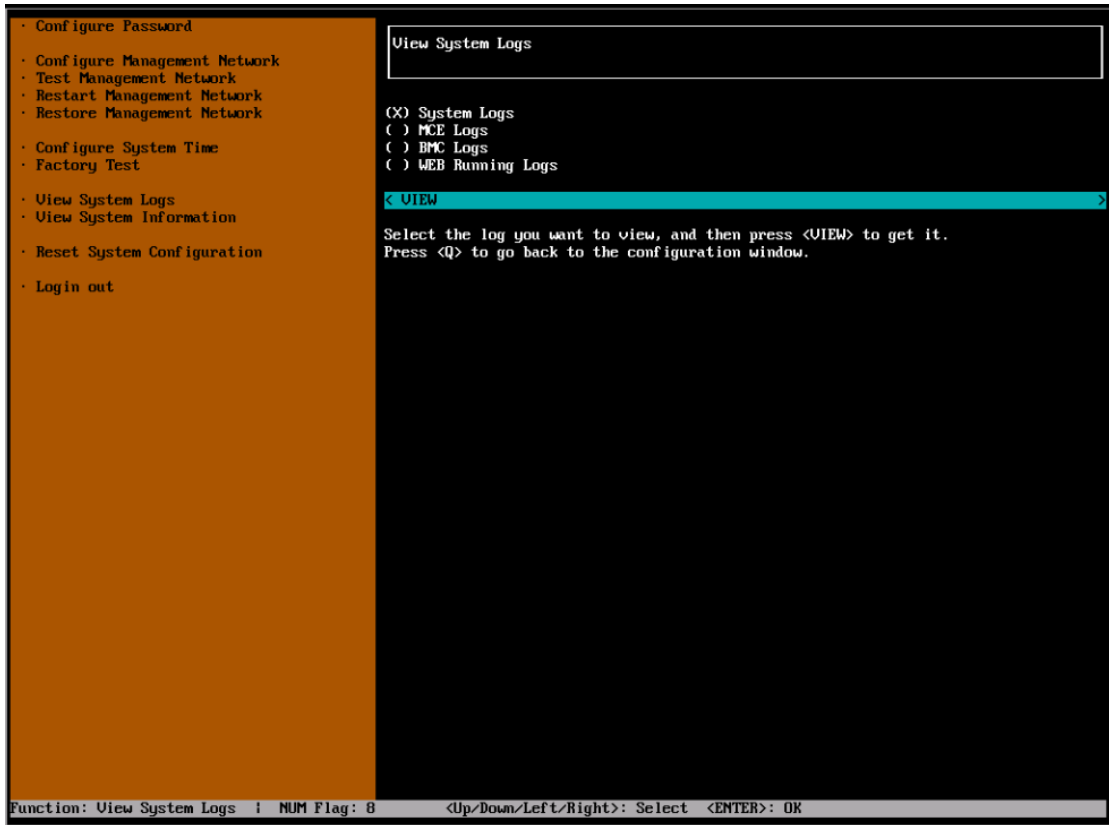 · Configure Password
· Configure Management Network
· Test Management Network
· Restart Management Network
· Restore Management Network
· Configure System Time
· Factory Test
· View System Logs
· View System Information
· Reset System Configuration
· Login out
View System Logs
(X) System Logs
( ) MCE Logs
( ) BMC Logs
( ) WEB Running Logs
< VIEW >
Select the log you want to view, and then press <VIEW> to get it.
Press <Q> to go back to the configuration window.
Function: View System Logs ¦ NUM Flag: 8 <Up/Down/Left/Right>: Select <ENTER>: OK